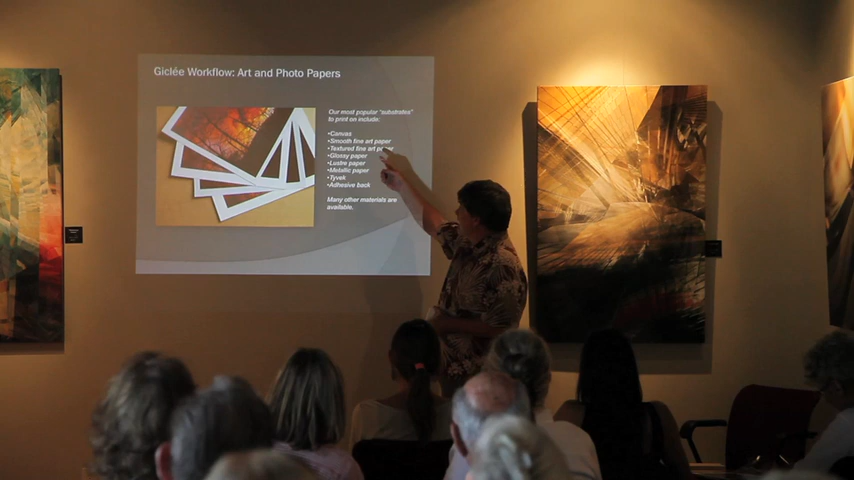 Giclée Workflow: Art and Photo Papers
Our most popular "substrates"
to print on include:
•Canvas
•Smooth fine art paper
•Textured fine art paper
•Glossy paper
•Lustre paper
•Metallic paper
•Tyvek
•Adhesive back
Many other materials are
available.